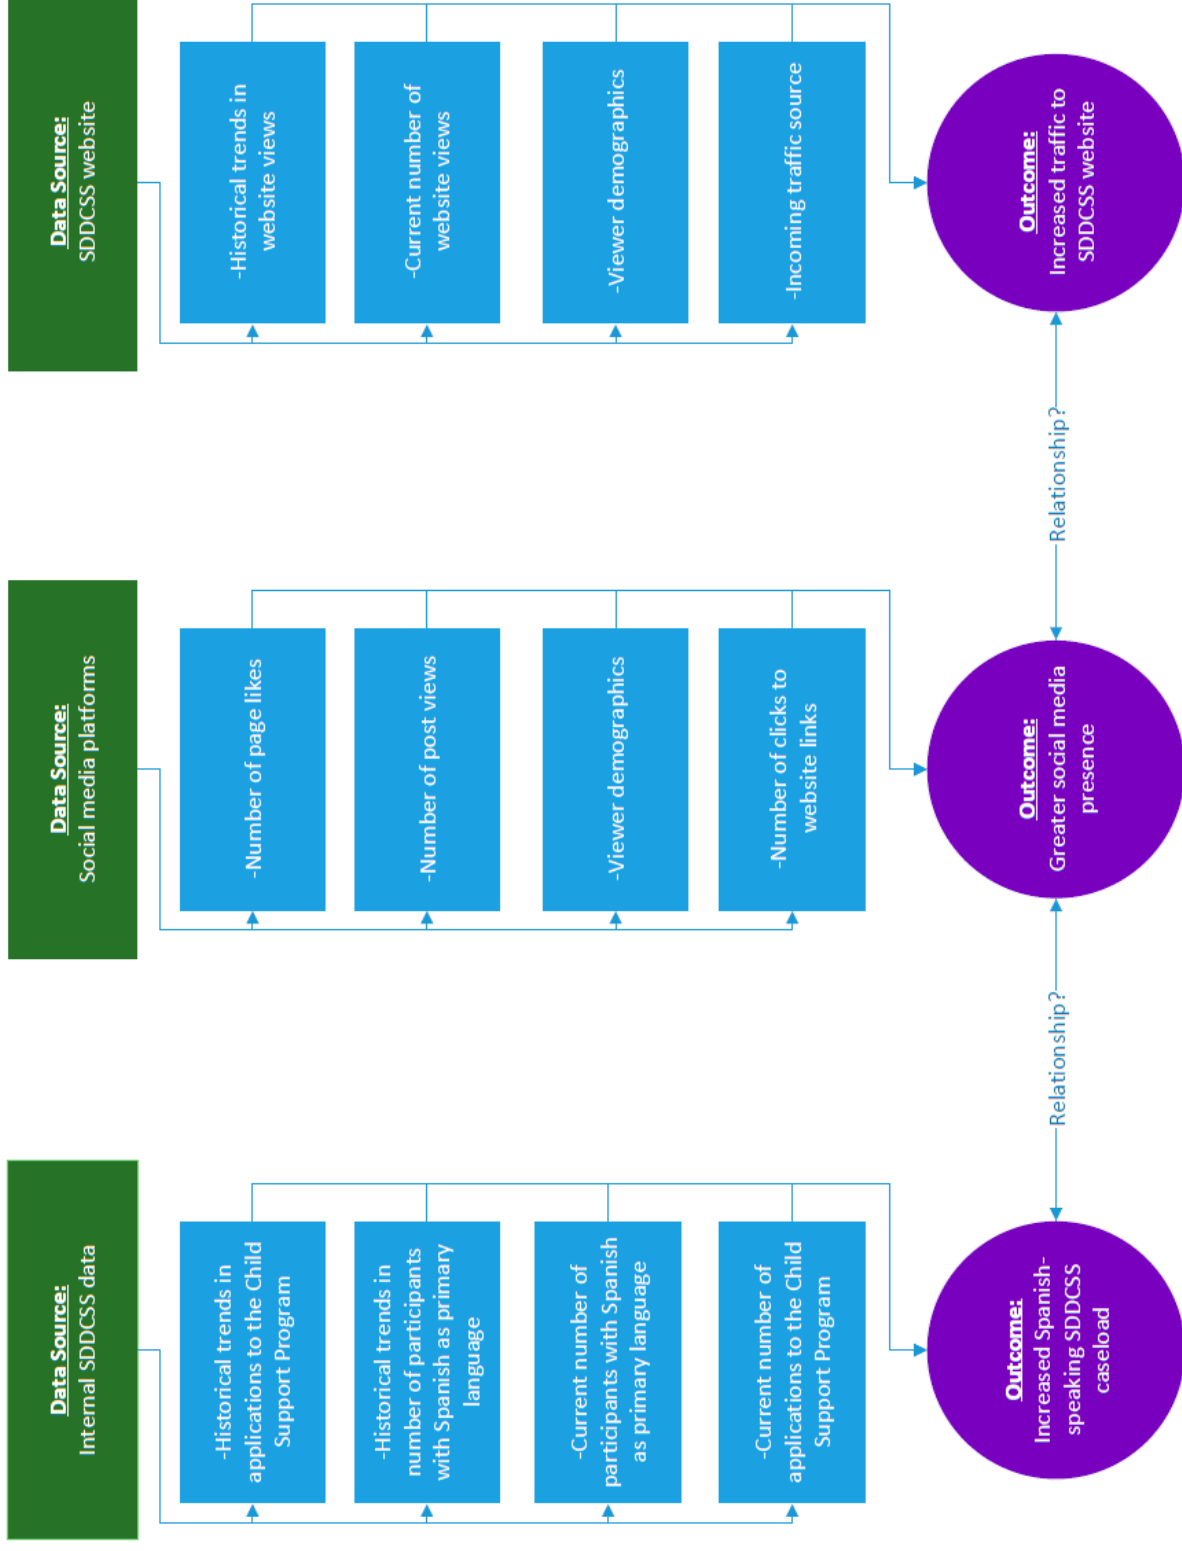 Data Source:
Internal SDDCSS data
-Historical trends in
applications to the Child
Support Program
-Historical trends in
number of participants
with Spanish as primary
language
-Current number of
participants with Spanish
as primary language
-Current number of
applications to the Child
Support Program
Outcome:
Increased Spanish-
speaking SDDCSS
caseload
Relationship?
Data Source:
Social media platforms
-Number of page likes
-Number of post views
-Viewer demographics
-Number of clicks to
website links
Outcome:
Greater social media
presence
Relationship?
Data Source:
SDDCSS website
-Historical trends in
website views
-Current number of
website views
-Viewer demographics
-Incoming traffic source
Outcome:
Increased traffic to
SDDCSS website